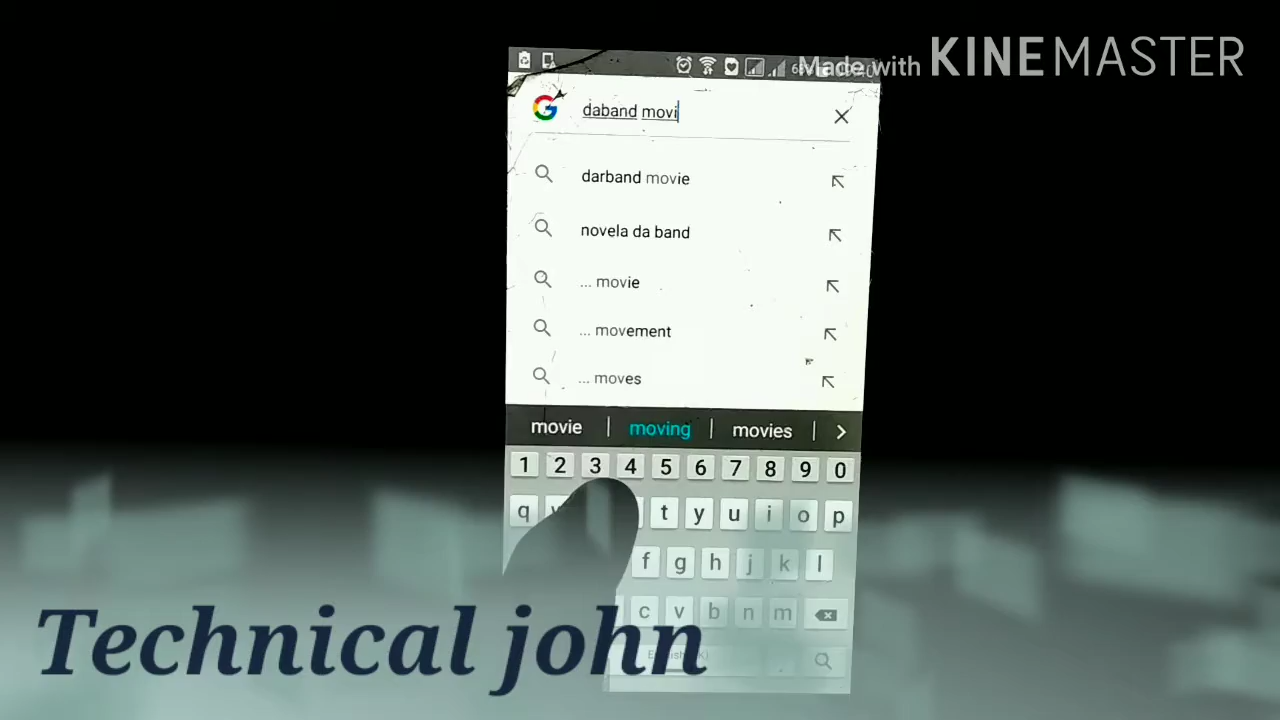 Made with KINEMASTER
daband movi
darband movie
novela da band
... movie
... movement
... moves
movie | moving | movies
1 2 3 4 5 6 7 8 9 0
q t y u i o p
f g h j k l
c v b n m
Technical john